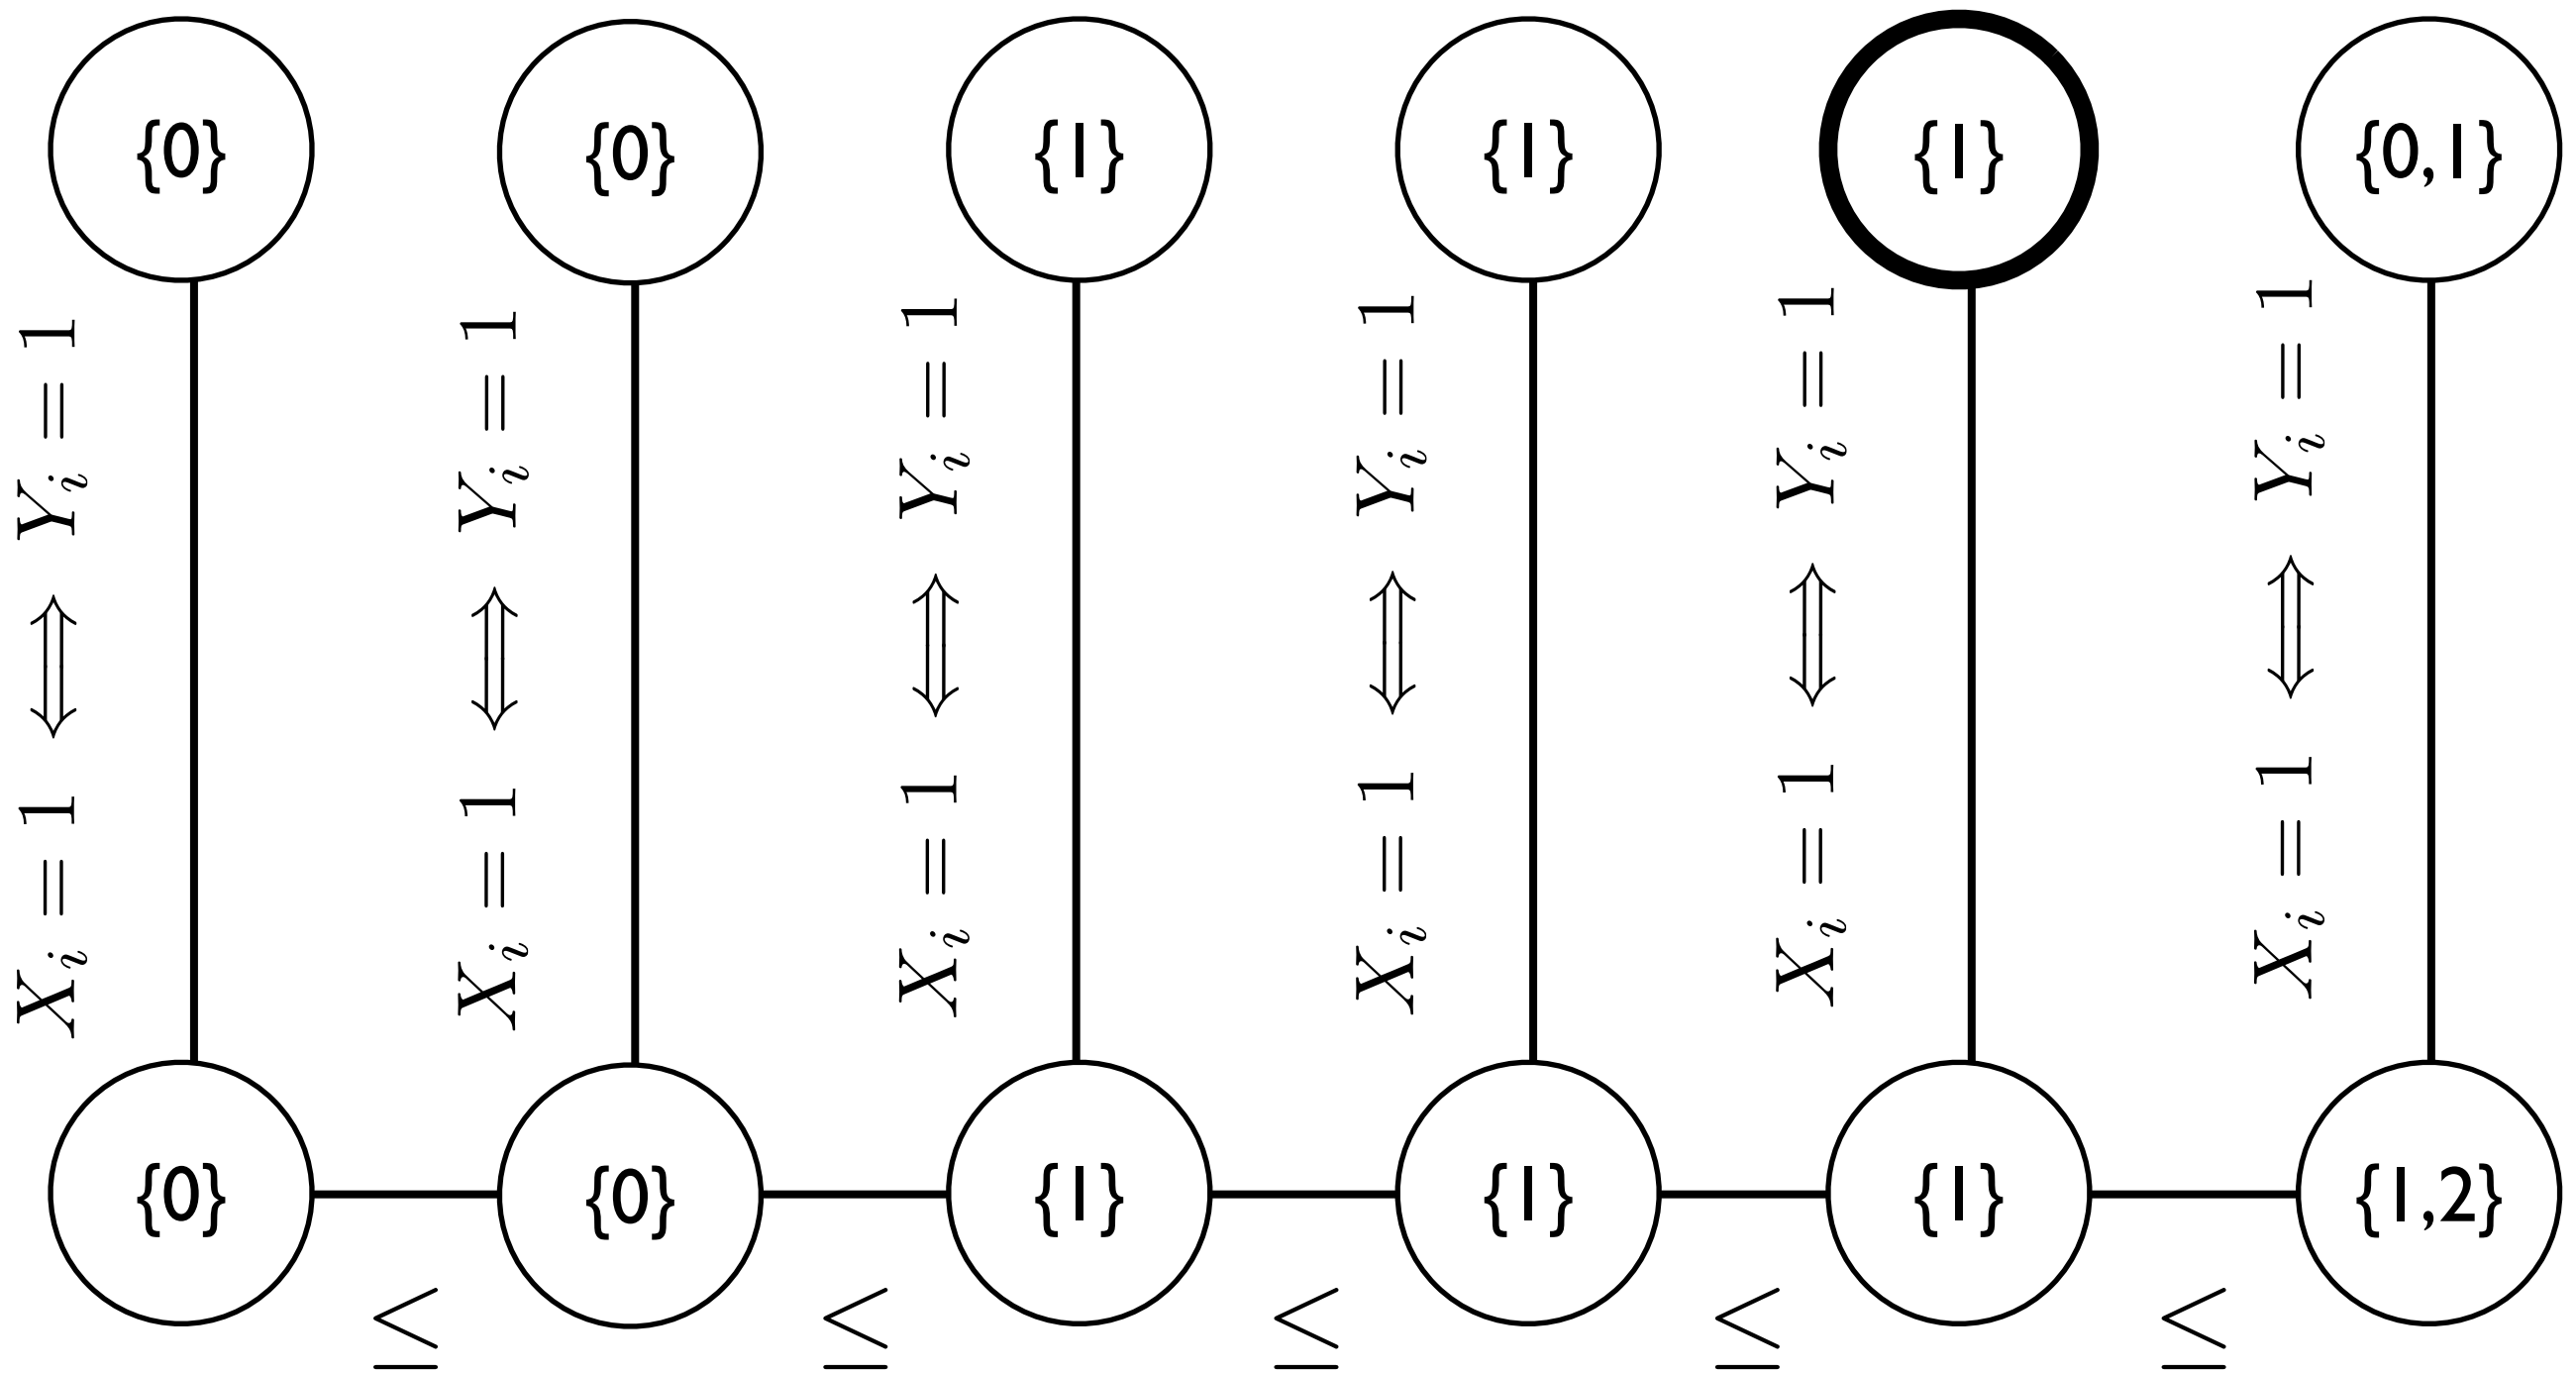 {0} {0} {1} {1} {1} {0,1}
X_i = 1 ⟺ Y_i = 1
X_i = 1 ⟺ Y_i = 1
X_i = 1 ⟺ Y_i = 1
X_i = 1 ⟺ Y_i = 1
X_i = 1 ⟺ Y_i = 1
X_i = 1 ⟺ Y_i = 1
{0} {0} {1} {1} {1} {1,2}
≤ ≤ ≤ ≤ ≤